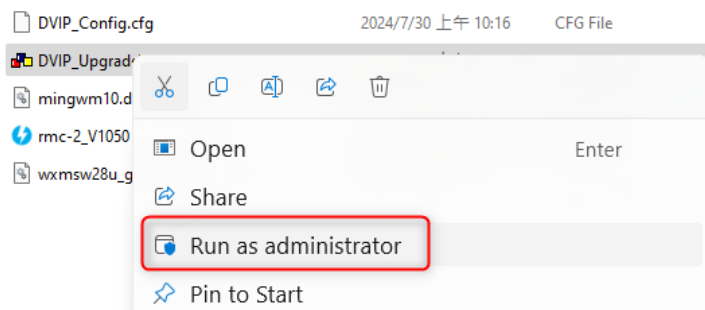 DVIP_Config.cfg 2024/7/30 上午 10:16 CFG File
DVIP_Upgrade
mingwm10.d
rmc-2_V1050
wxmsw28u_g
Open Enter
Share
Run as administrator
Pin to Start